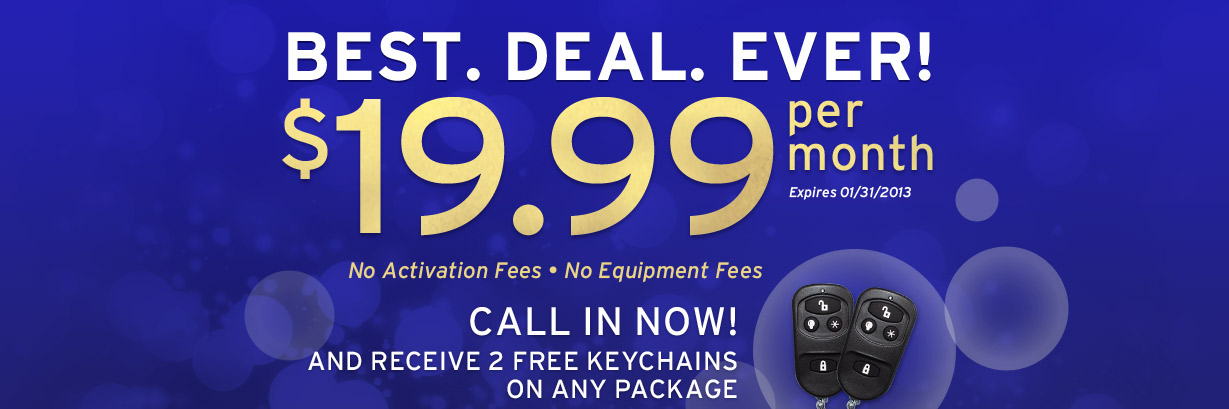 BEST. DEAL. EVER!
$19.99 per month
Expires 01/31/2013
No Activation Fees • No Equipment Fees
CALL IN NOW!
AND RECEIVE 2 FREE KEYCHAINS
ON ANY PACKAGE